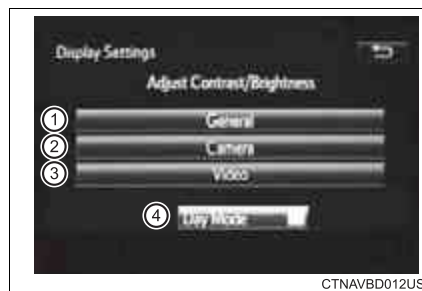 Display Settings
Adjust Contrast/Brightness
1 General
2 Camera
3 Video
4 Day Mode
CTNAVBD012US